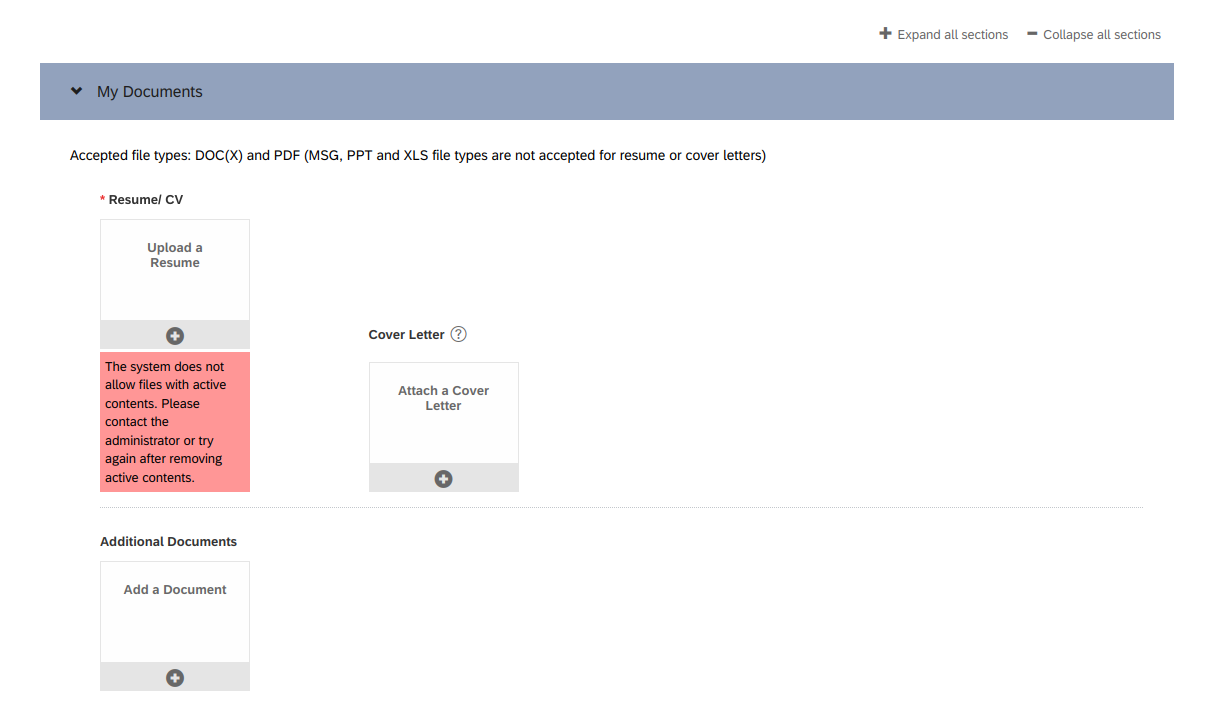 Expand all sections Collapse all sections
My Documents
Accepted file types: DOC(X) and PDF (MSG, PPT and XLS file types are not accepted for resume or cover letters)
* Resume/ CV
Upload a
Resume
The system does not
allow files with active
contents. Please
contact the
administrator or try
again after removing
active contents.
Cover Letter ?
Attach a Cover
Letter
Additional Documents
Add a Document